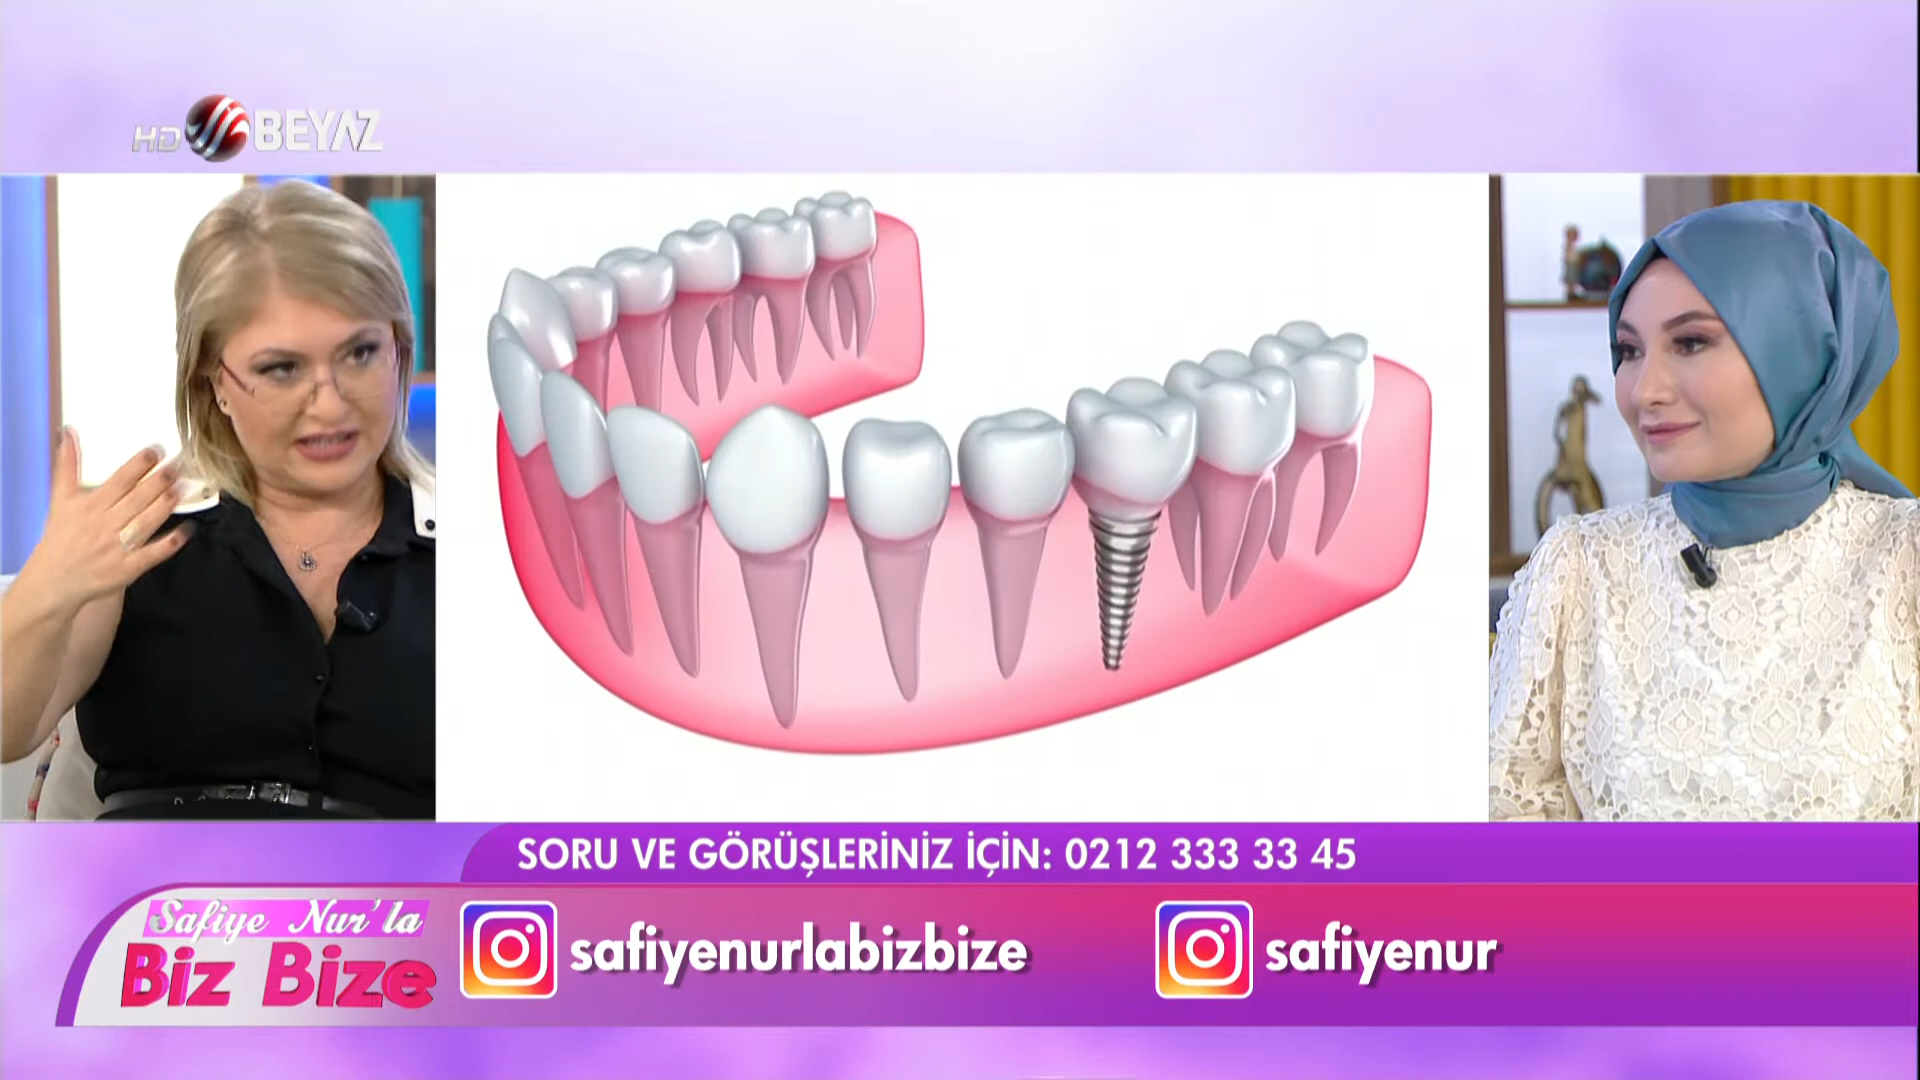 HD BEYAZ
SORU VE GÖRÜŞLERİNİZ İÇİN: 0212 333 33 45
Safiye Nur'la
Biz Bize
safiyenurlabizbize
safiyenur